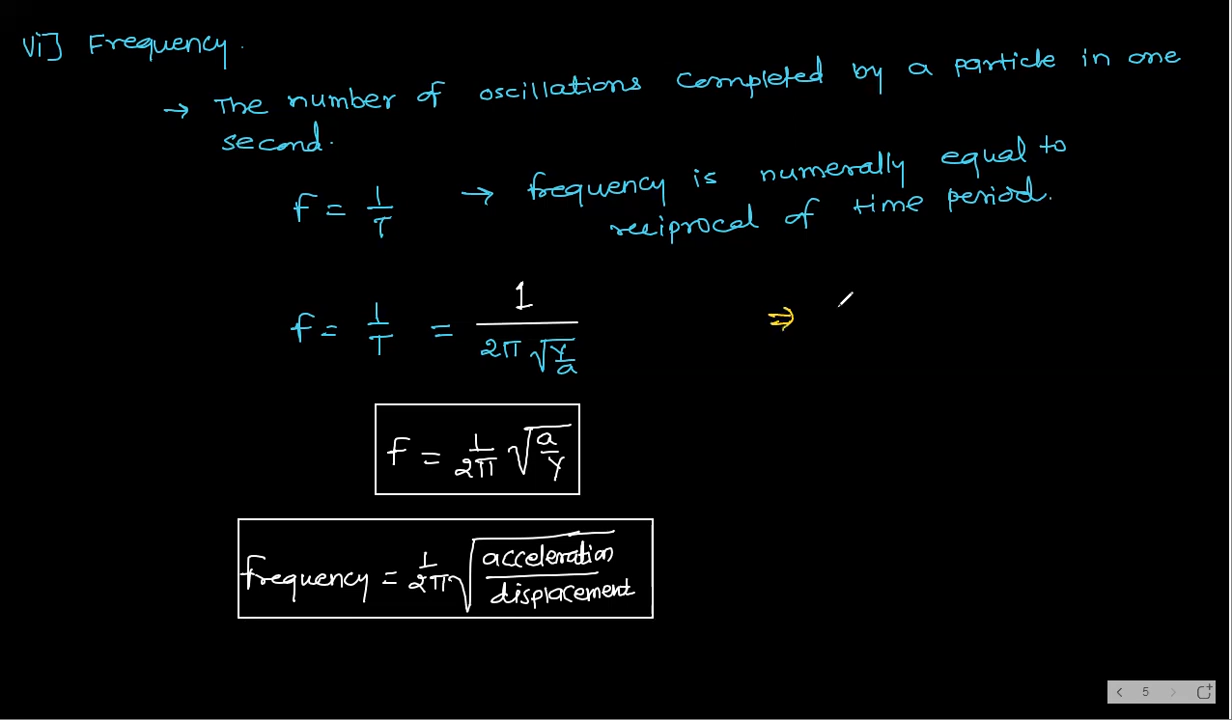 vi] Frequency.
→ The number of oscillations completed by a particle in one
second.
f = 1/T → frequency is numerally equal to
reciprocal of time period.
f = 1/T = 1/(2π √(y/a)) ⇒
f = 1/2π √(a/y)
frequency = 1/2π √(acceleration/displacement)
5